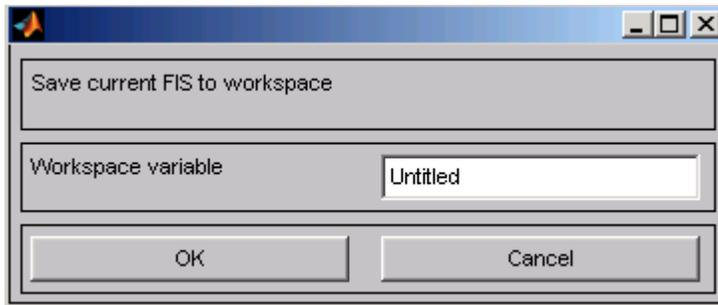 Save current FIS to workspace
Workspace variable
Untitled
OK
Cancel